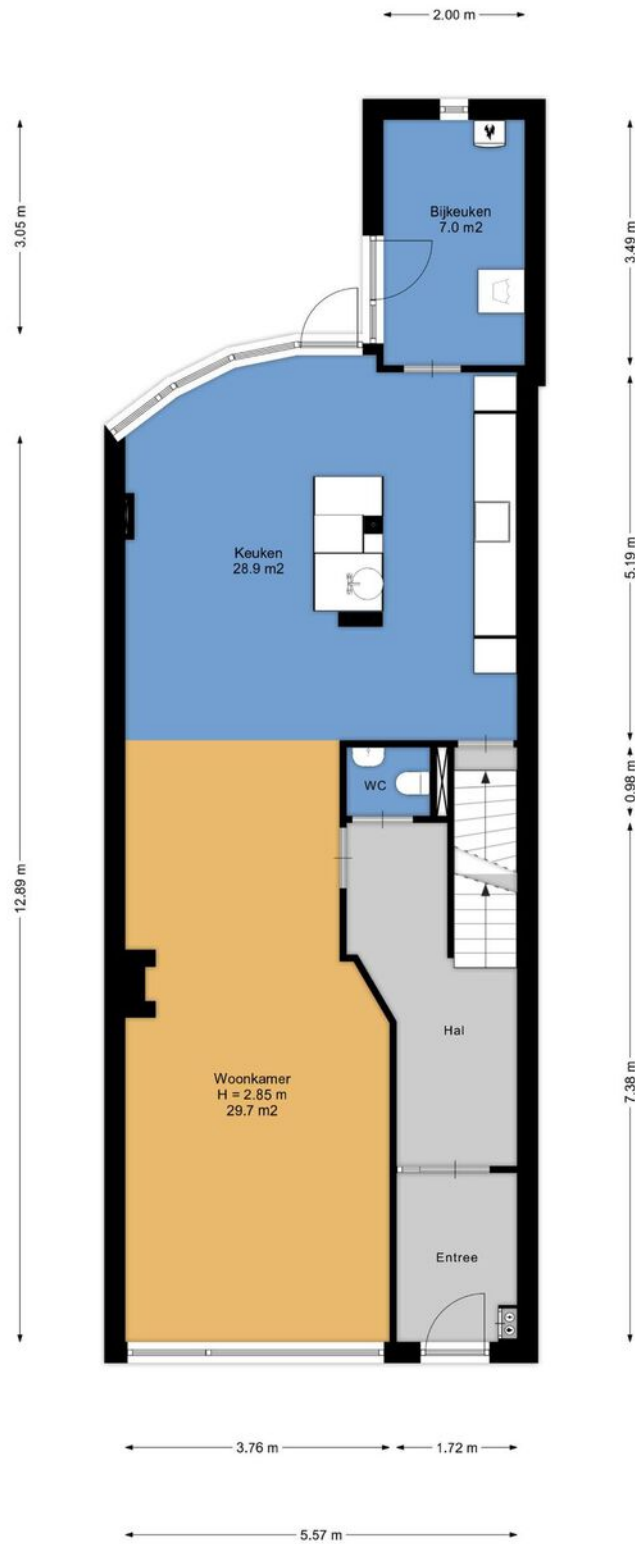 2.00 m
3.05 m
3.49 m
Bijkeuken
7.0 m2
5.19 m
Keuken
28.9 m2
0.98 m
WC
12.89 m
7.38 m
Hal
Woonkamer
H = 2.85 m
29.7 m2
Entree
3.76 m
1.72 m
5.57 m